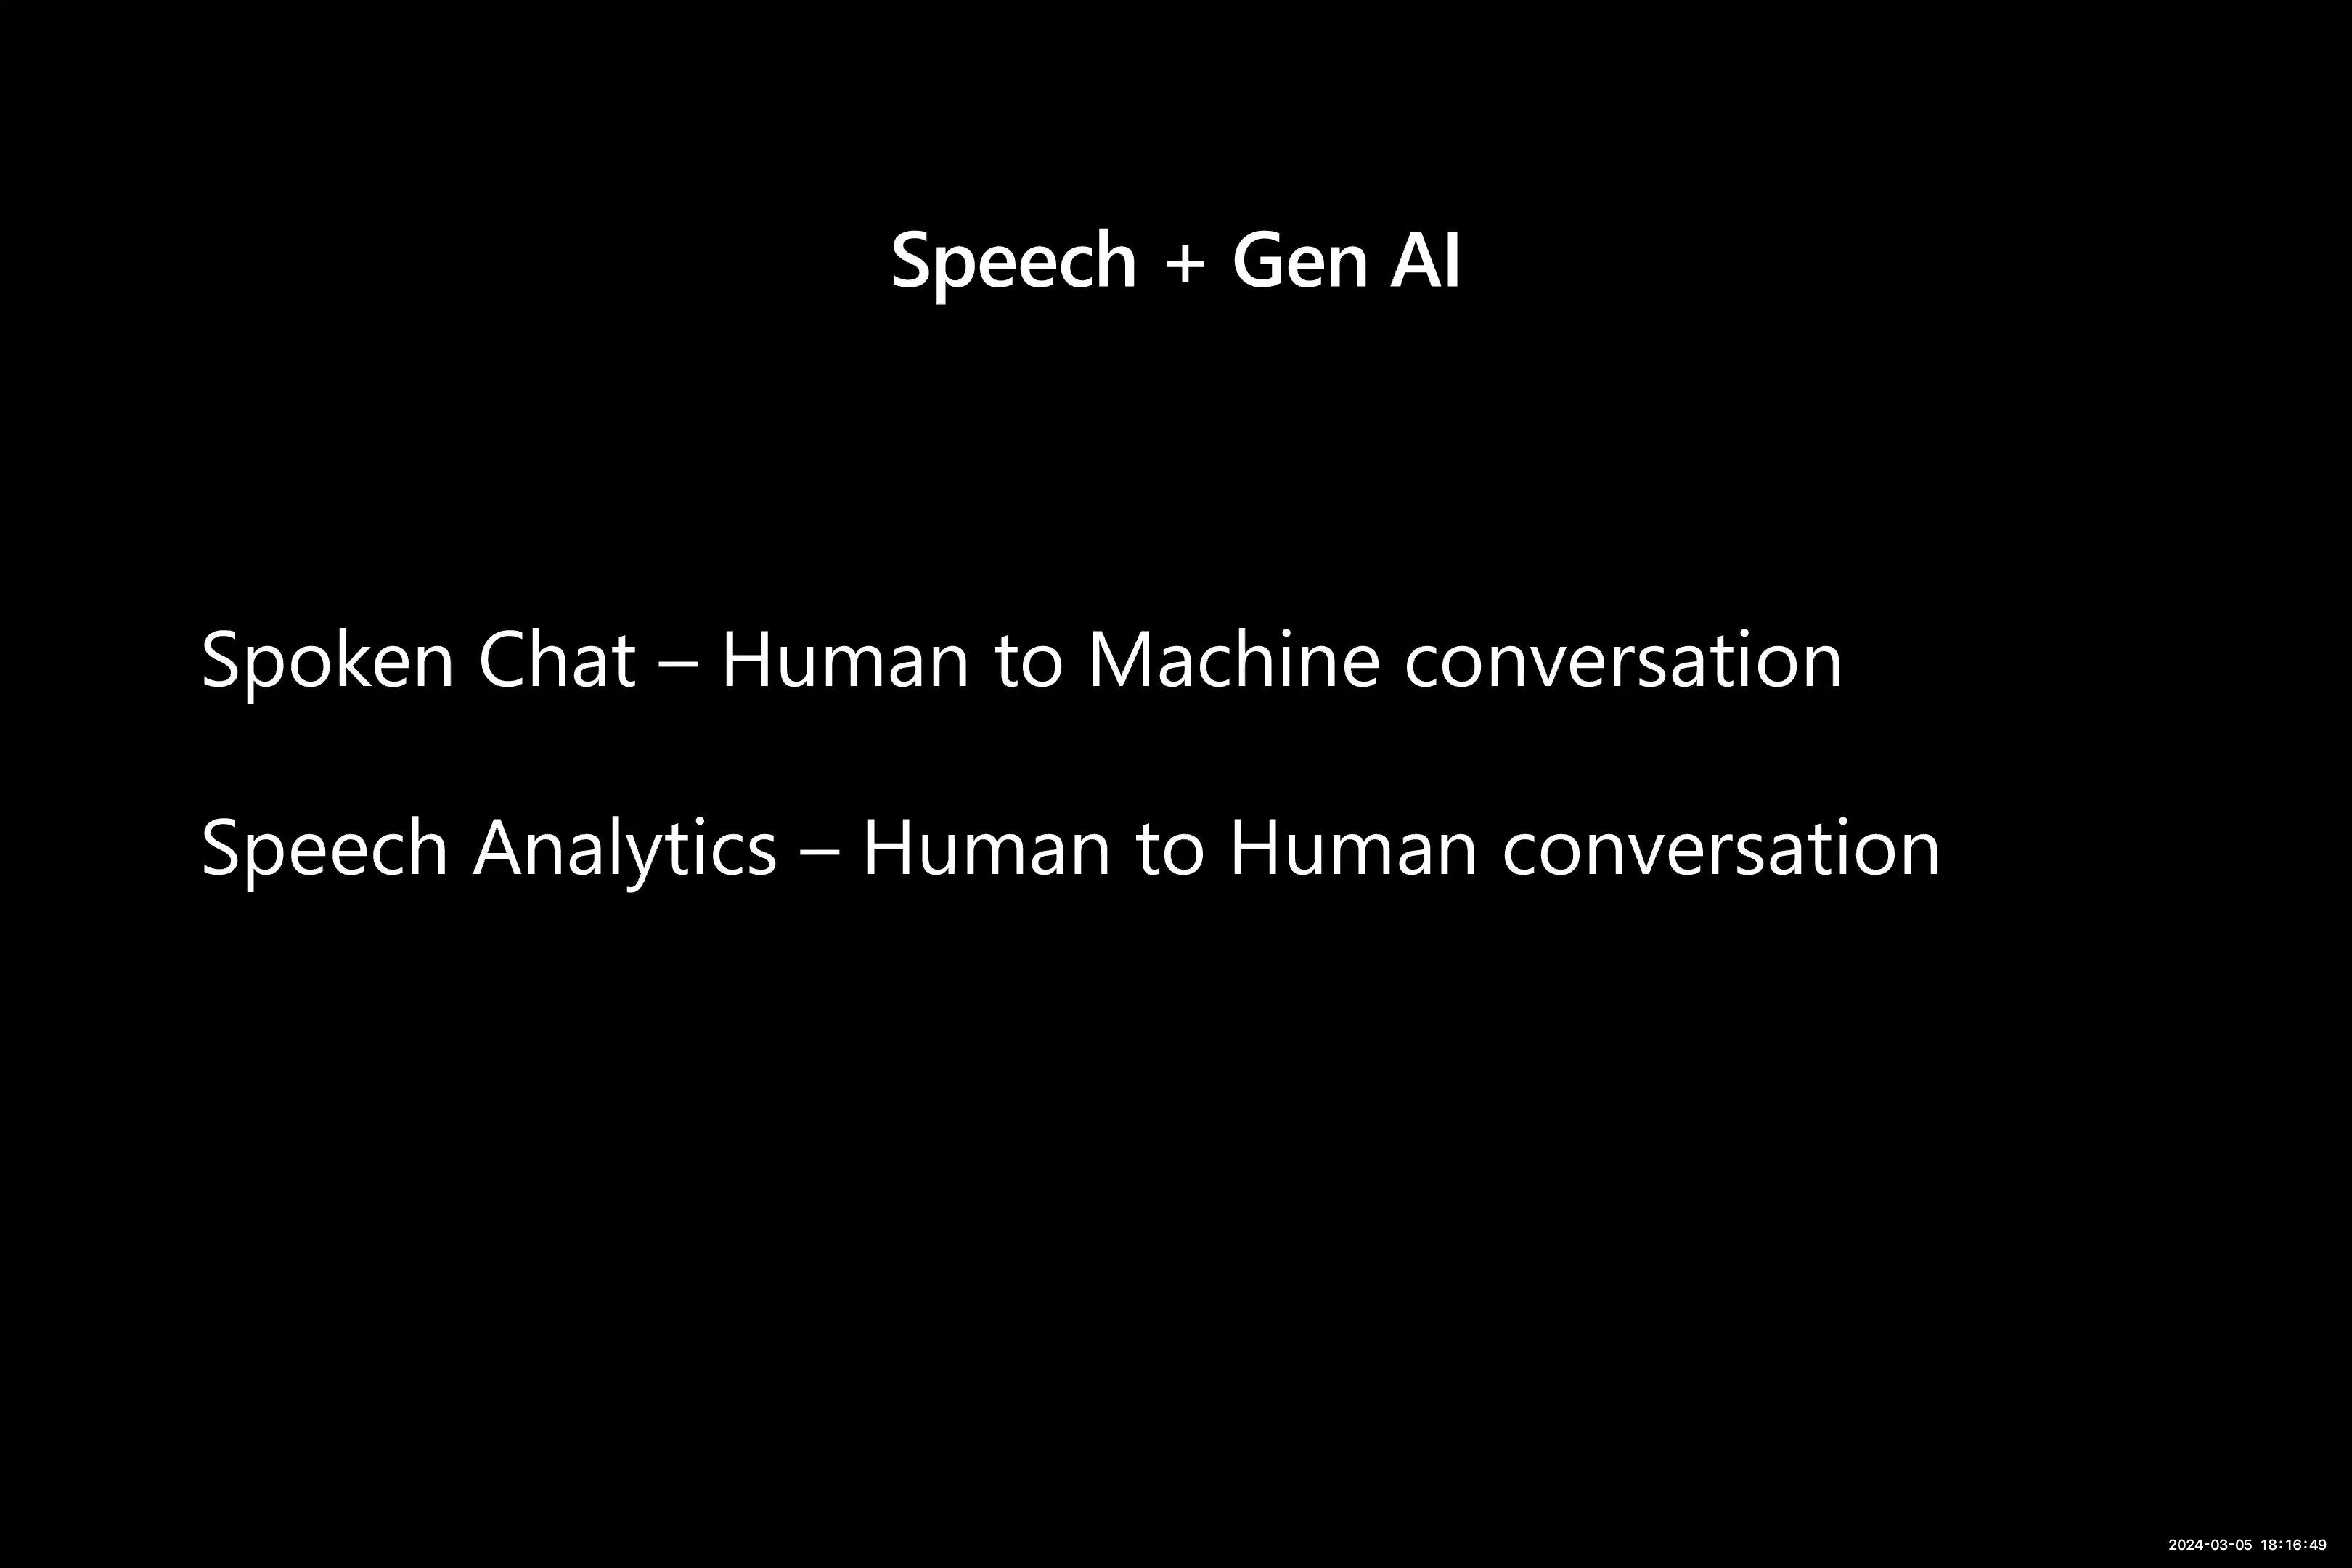 Speech + Gen AI
Spoken Chat – Human to Machine conversation
Speech Analytics – Human to Human conversation
2024-03-05 18:16:49